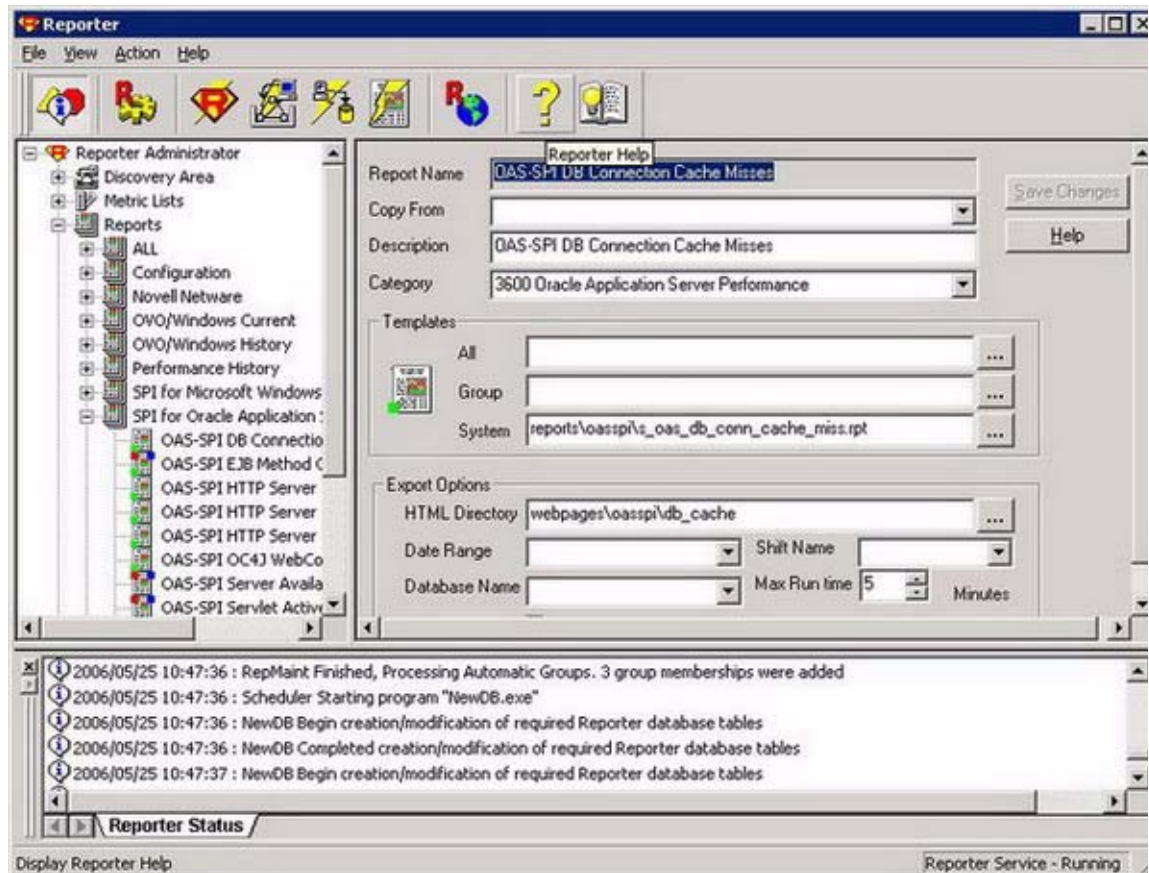 Reporter
File View Action Help
Reporter Help
Reporter Administrator
Discovery Area
Metric Lists
Reports
ALL
Configuration
Novell Netware
OVO/Windows Current
OVO/Windows History
Performance History
SPI for Microsoft Windows
SPI for Oracle Application
OAS-SPI DB Connectio
OAS-SPI EJB Method
OAS-SPI HTTP Server
OAS-SPI HTTP Server
OAS-SPI HTTP Server
OAS-SPI OC4J WebCo
OAS-SPI Server Availa
OAS-SPI Servlet Active
Report Name OAS-SPI DB Connection Cache Misses
Save Changes
Copy From
Help
Description OAS-SPI DB Connection Cache Misses
Category 3600 Oracle Application Server Performance
Templates
All ...
Group ...
System reports\oasspi\s_oas_db_conn_cache_miss.rpt ...
Export Options
HTML Directory webpages\oasspi\db_cache ...
Date Range Shift Name
Database Name Max Run time 5 Minutes
2006/05/25 10:47:36 : RepMaint Finished, Processing Automatic Groups. 3 group memberships were added
2006/05/25 10:47:36 : Scheduler Starting program "NewDB.exe"
2006/05/25 10:47:36 : NewDB Begin creation/modification of required Reporter database tables
2006/05/25 10:47:36 : NewDB Completed creation/modification of required Reporter database tables
2006/05/25 10:47:37 : NewDB Begin creation/modification of required Reporter database tables
Reporter Status
Display Reporter Help
Reporter Service - Running